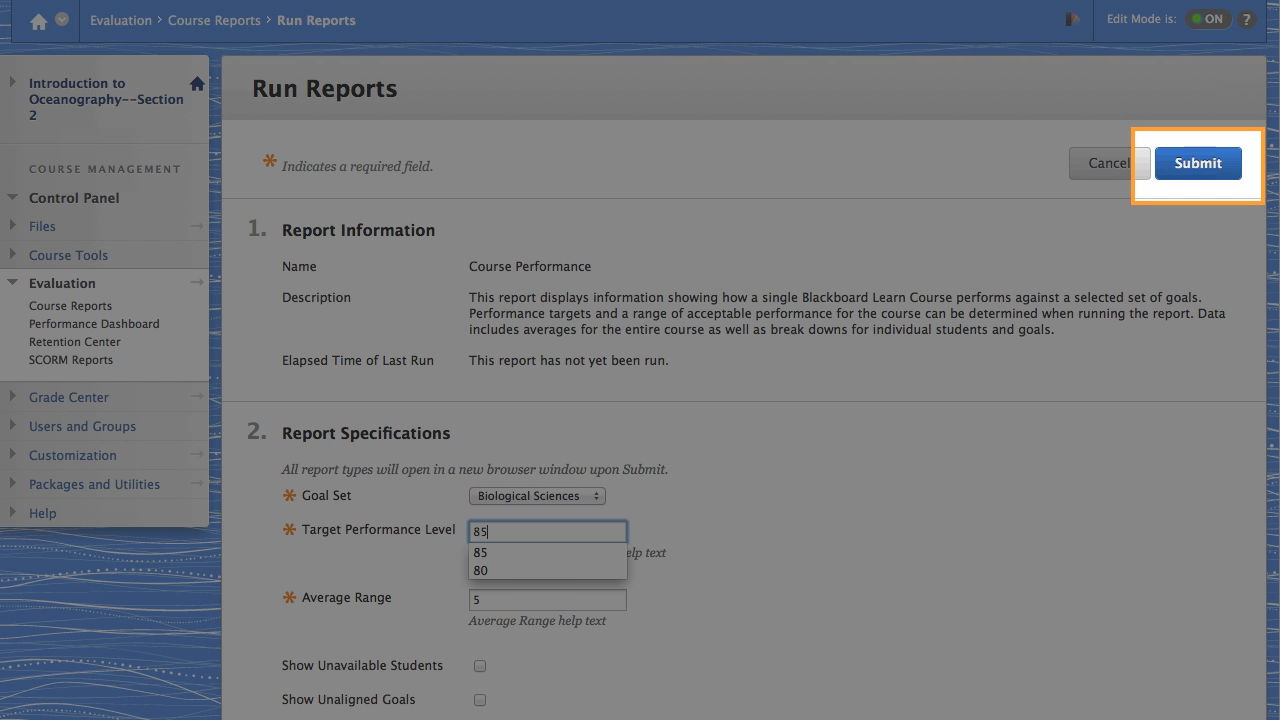 Evaluation > Course Reports > Run Reports
Edit Mode is: ON ?
Introduction to
Oceanography--Section
2
COURSE MANAGEMENT
Control Panel
Files
Course Tools
Evaluation
Course Reports
Performance Dashboard
Retention Center
SCORM Reports
Grade Center
Users and Groups
Customization
Packages and Utilities
Help
Run Reports
* Indicates a required field.
Cancel
Submit
1. Report Information
Name Course Performance
Description This report displays information showing how a single Blackboard Learn Course performs against a selected set of goals.
Performance targets and a range of acceptable performance for the course can be determined when running the report. Data
includes averages for the entire course as well as break downs for individual students and goals.
Elapsed Time of Last Run This report has not yet been run.
2. Report Specifications
All report types will open in a new browser window upon Submit.
* Goal Set Biological Sciences
* Target Performance Level 85
85
elp text
80
* Average Range 5
Average Range help text
Show Unavailable Students
Show Unaligned Goals